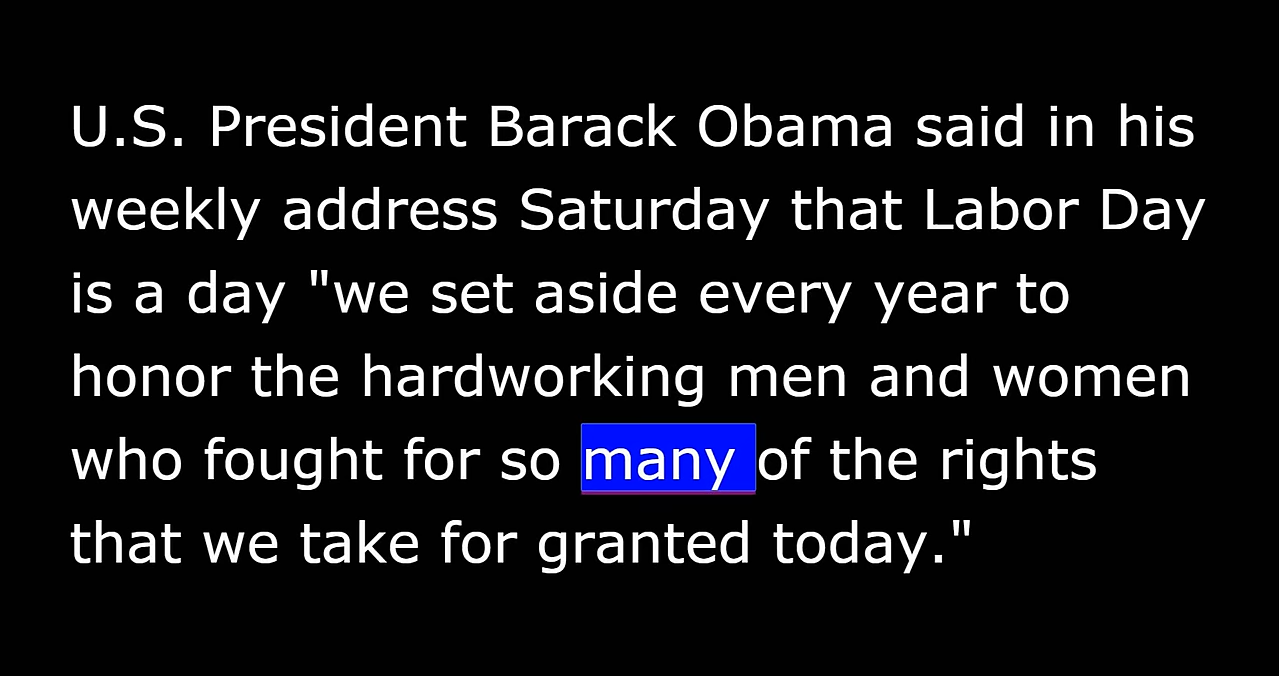 U.S. President Barack Obama said in his
weekly address Saturday that Labor Day
is a day "we set aside every year to
honor the hardworking men and women
who fought for so many of the rights
that we take for granted today."